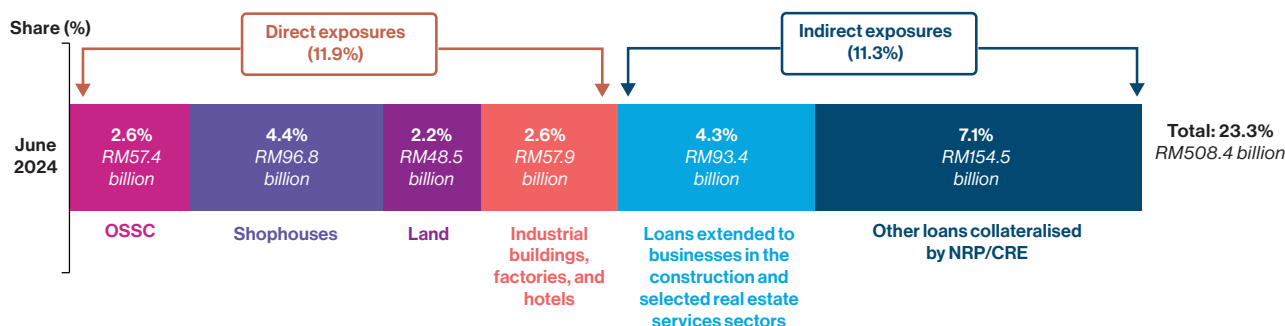 Share (%)
Direct exposures
(11.9%)
Indirect exposures
(11.3%)
June
2024
2.6%
RM57.4
billion
4.4%
RM96.8
billion
2.2%
RM48.5
billion
2.6%
RM57.9
billion
4.3%
RM93.4
billion
7.1%
RM154.5
billion
Total: 23.3%
RM508.4 billion
OSSC
Shophouses
Land
Industrial
buildings,
factories, and
hotels
Loans extended to
businesses in the
construction and
selected real estate
services sectors
Other loans collateralised
by NRP/CRE